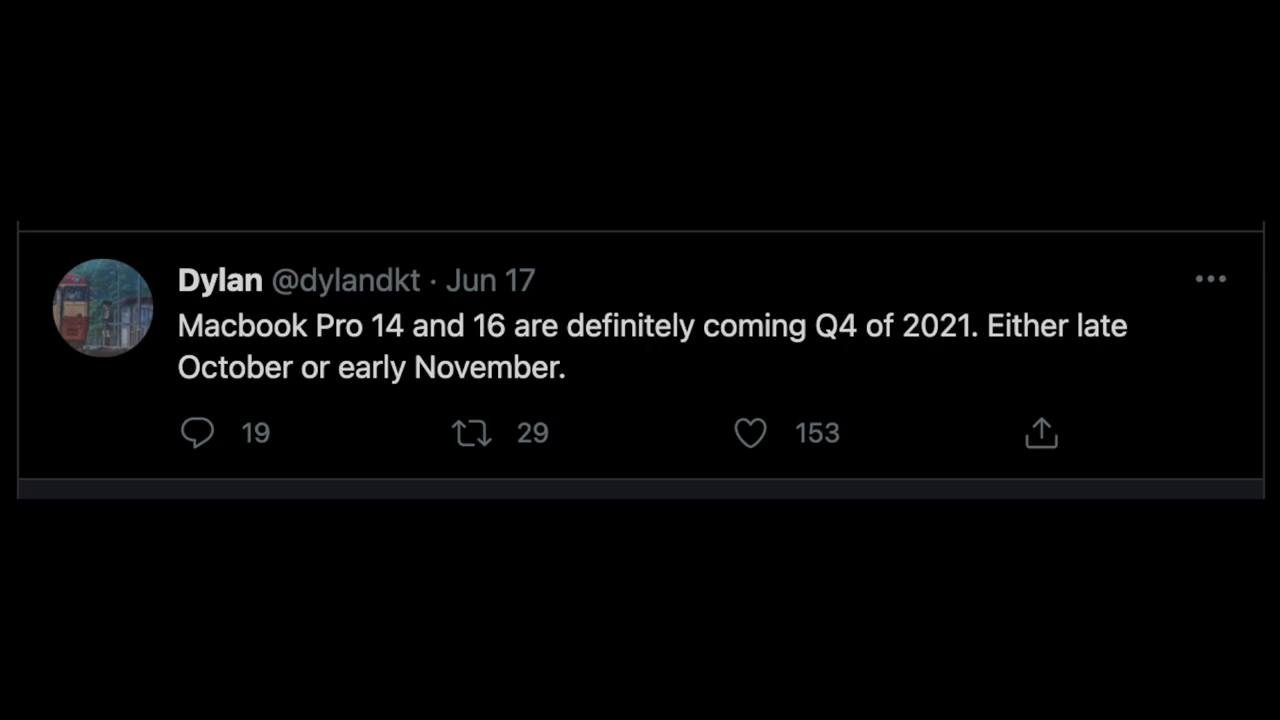 Dylan @dylandkt · Jun 17
Macbook Pro 14 and 16 are definitely coming Q4 of 2021. Either late
October or early November.
19 29 153